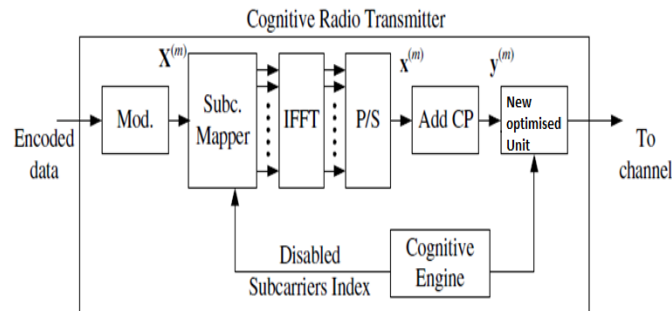 Cognitive Radio Transmitter
X(m)
x(m)
y(m)
Encoded
data
Mod.
Subc.
Mapper
IFFT
P/S
Add CP
New
optimised
Unit
To
channel
Disabled
Subcarriers Index
Cognitive
Engine